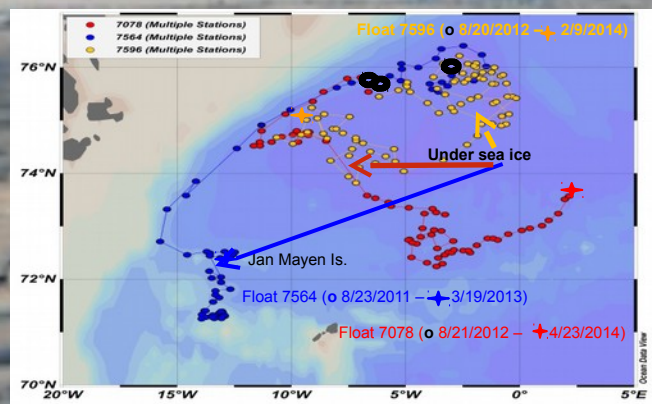 7078 (Multiple Stations)
7564 (Multiple Stations)
7596 (Multiple Stations)
Float 7596 (o 8/20/2012 – 2/9/2014)
76°N
Under sea ice
74°N
Jan Mayen Is.
72°N
Float 7564 (o 8/23/2011 – 3/19/2013)
Float 7078 (o 8/21/2012 – 4/23/2014)
70°N
20°W 15°W 10°W 5°W 0°E 5°E
Ocean Data View